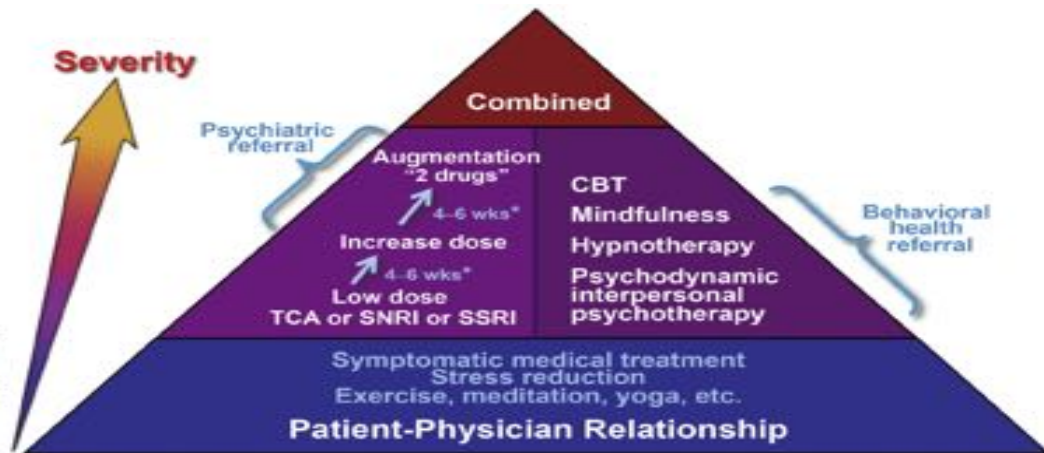 Severity
Combined
Psychiatric
referral
Augmentation
"2 drugs"
4–6 wks*
Increase dose
4–6 wks*
Low dose
TCA or SNRI or SSRI
CBT
Mindfulness
Hypnotherapy
Psychodynamic
interpersonal
psychotherapy
Behavioral
health
referral
Symptomatic medical treatment
Stress reduction
Exercise, meditation, yoga, etc.
Patient-Physician Relationship